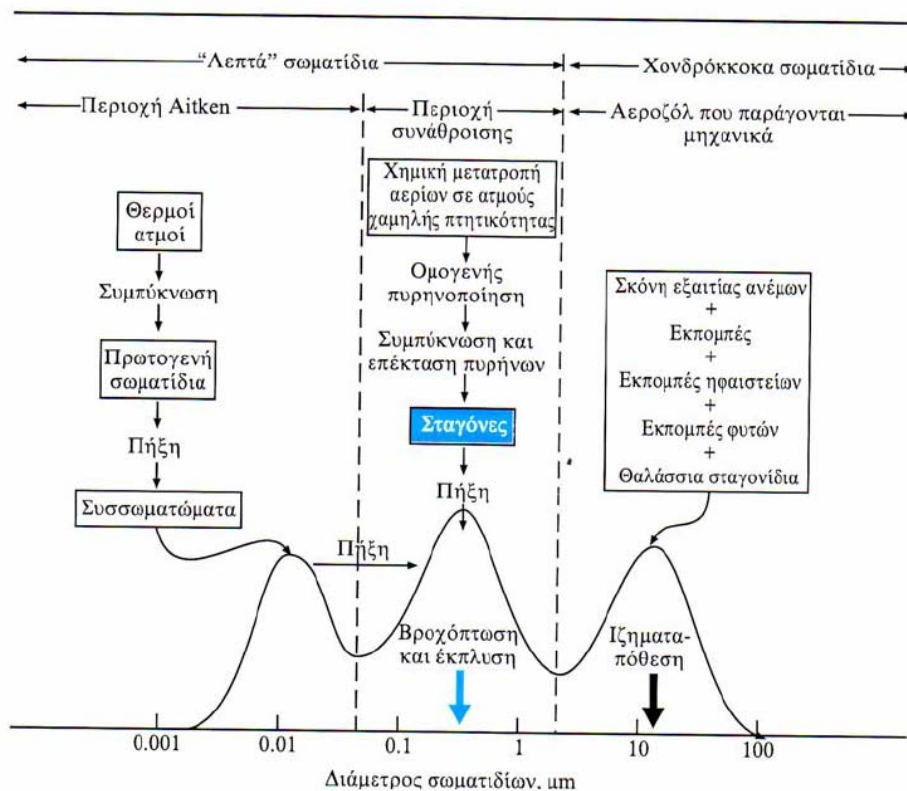 “Λεπτά” σωματίδια
Χονδρόκκοκα σωματίδια
Περιοχή Aitken
Περιοχή
συνάθροισης
Αεροζόλ που παράγονται
μηχανικά
Θερμοί
ατμοί
Συμπύκνωση
Πρωτογενή
σωματίδια
Πήξη
Συσσωματώματα
Πήξη
Χημική μετατροπή
αερίων σε ατμούς
χαμηλής πτητικότητας
Ομογενής
πυρηνοποίηση
Συμπύκνωση και
επέκταση πυρήνων
Σταγόνες
Πήξη
Βροχόπτωση
και έκπλυση
Σκόνη εξαιτίας ανέμων
+
Εκπομπές
+
Εκπομπές ηφαιστείων
+
Εκπομπές φυτών
+
Θαλάσσια σταγονίδια
Ιζηματα-
πόθεση
0.001 0.01 0.1 1 10 100
Διάμετρος σωματιδίων, μm